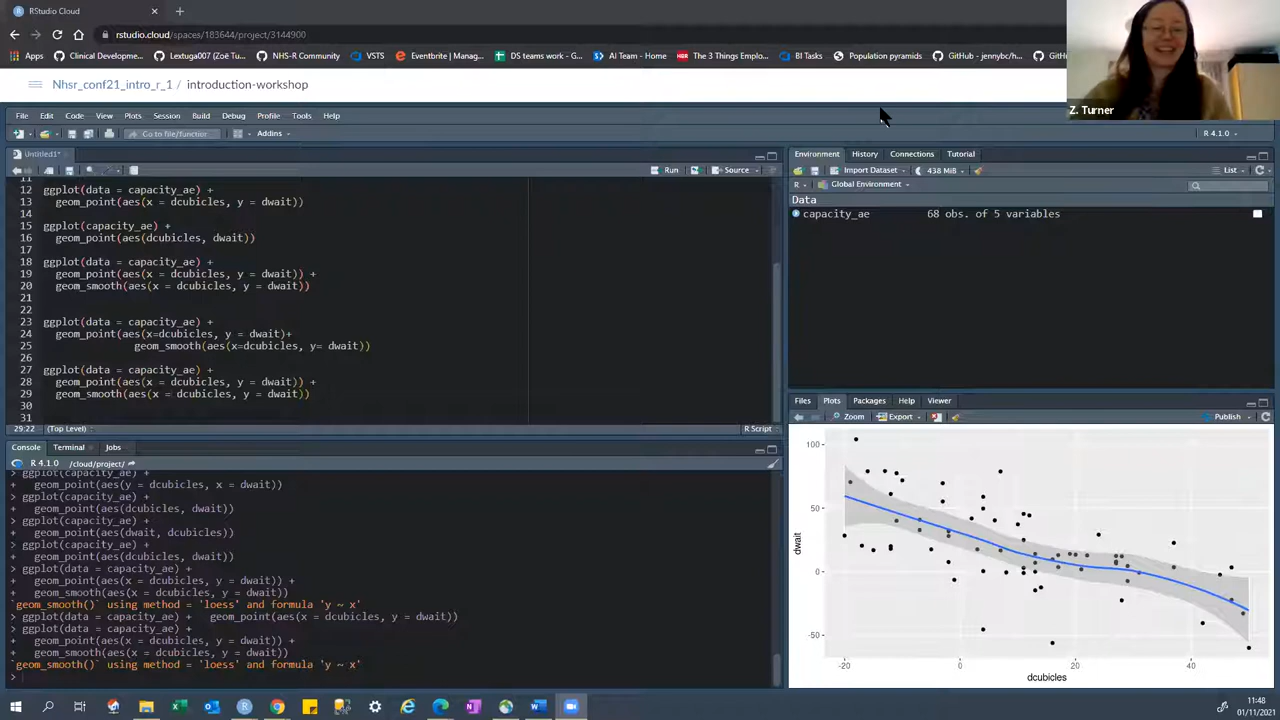 RStudio Cloud
rstudio.cloud/spaces/183644/project/3144900
Apps Clinical Developm... Lextuga007 (Zoë Tu... NHS-R Community VSTS Eventbrite | Manag... DS teams work - G... AI Team - Home The 3 Things Emplo... BI Tasks Population pyramids GitHub - jennybc/h... GitHub - Co
Z. Turner
Nhsr_conf21_intro_r_1 / introduction-workshop
File Edit Code View Plots Session Build Debug Profile Tools Help
Go to file/function Addins R 4.1.0
Untitled1*
Run Source
11
12 ggplot(data = capacity_ae) +
13 geom_point(aes(x = dcubicles, y = dwait))
14
15 ggplot(capacity_ae) +
16 geom_point(aes(dcubicles, dwait))
17
18 ggplot(data = capacity_ae) +
19 geom_point(aes(x = dcubicles, y = dwait)) +
20 geom_smooth(aes(x = dcubicles, y = dwait))
21
22
23 ggplot(data = capacity_ae) +
24 geom_point(aes(x=dcubicles, y = dwait)+
25 geom_smooth(aes(x=dcubicles, y= dwait))
26
27 ggplot(data = capacity_ae) +
28 geom_point(aes(x = dcubicles, y = dwait)) +
29 geom_smooth(aes(x = dcubicles, y = dwait))
30
31
29:22 (Top Level) R Script
Console Terminal Jobs
R 4.1.0 /cloud/project/
> ggplot(capacity_ae) +
+ geom_point(aes(y = dcubicles, x = dwait))
> ggplot(capacity_ae) +
+ geom_point(aes(dcubicles, dwait))
> ggplot(capacity_ae) +
+ geom_point(aes(dwait, dcubicles))
> ggplot(capacity_ae) +
+ geom_point(aes(dcubicles, dwait))
> ggplot(data = capacity_ae) +
+ geom_point(aes(x = dcubicles, y = dwait)) +
+ geom_smooth(aes(x = dcubicles, y = dwait))
`geom_smooth()` using method = 'loess' and formula 'y ~ x'
> ggplot(data = capacity_ae) + geom_point(aes(x = dcubicles, y = dwait))
> ggplot(data = capacity_ae) +
+ geom_point(aes(x = dcubicles, y = dwait)) +
+ geom_smooth(aes(x = dcubicles, y = dwait))
`geom_smooth()` using method = 'loess' and formula 'y ~ x'
>
Environment History Connections Tutorial
Import Dataset 438 MiB List
R Global Environment
Data
capacity_ae 68 obs. of 5 variables
Files Plots Packages Help Viewer
Zoom Export Publish
100
50
0
-50
dwait
-20 0 20 40
dcubicles
11:48
01/11/2021